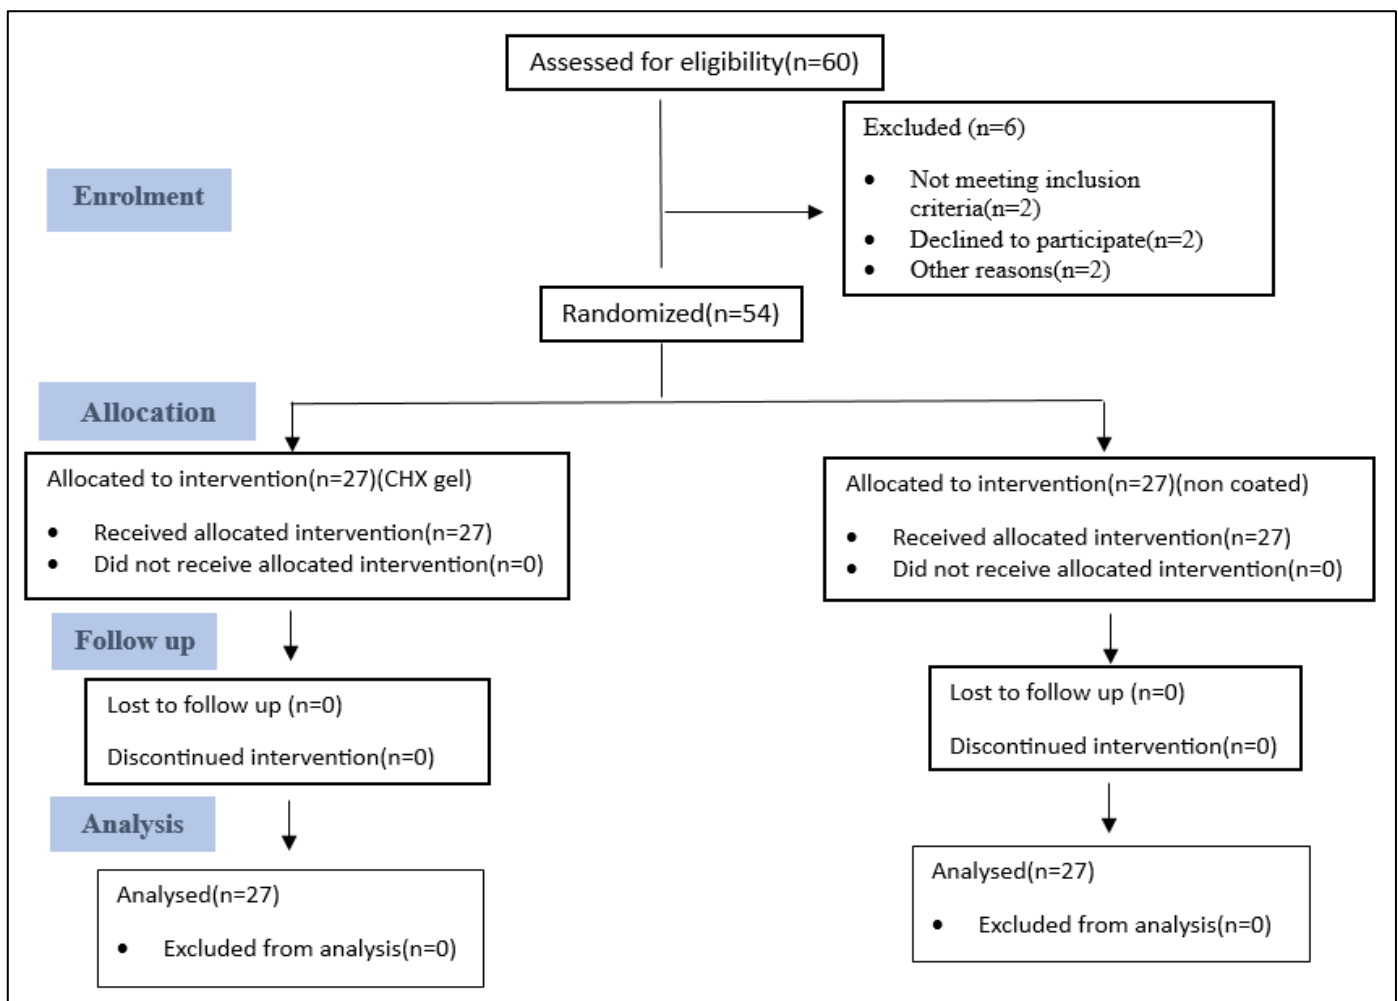 Assessed for eligibility(n=60)
Excluded (n=6)
• Not meeting inclusion
criteria(n=2)
• Declined to participate(n=2)
• Other reasons(n=2)
Enrolment
Randomized(n=54)
Allocation
Allocated to intervention(n=27)(CHX gel)
• Received allocated intervention(n=27)
• Did not receive allocated intervention(n=0)
Allocated to intervention(n=27)(non coated)
• Received allocated intervention(n=27)
• Did not receive allocated intervention(n=0)
Follow up
Lost to follow up (n=0)
Discontinued intervention(n=0)
Lost to follow up (n=0)
Discontinued intervention(n=0)
Analysis
Analysed(n=27)
• Excluded from analysis(n=0)
Analysed(n=27)
• Excluded from analysis(n=0)